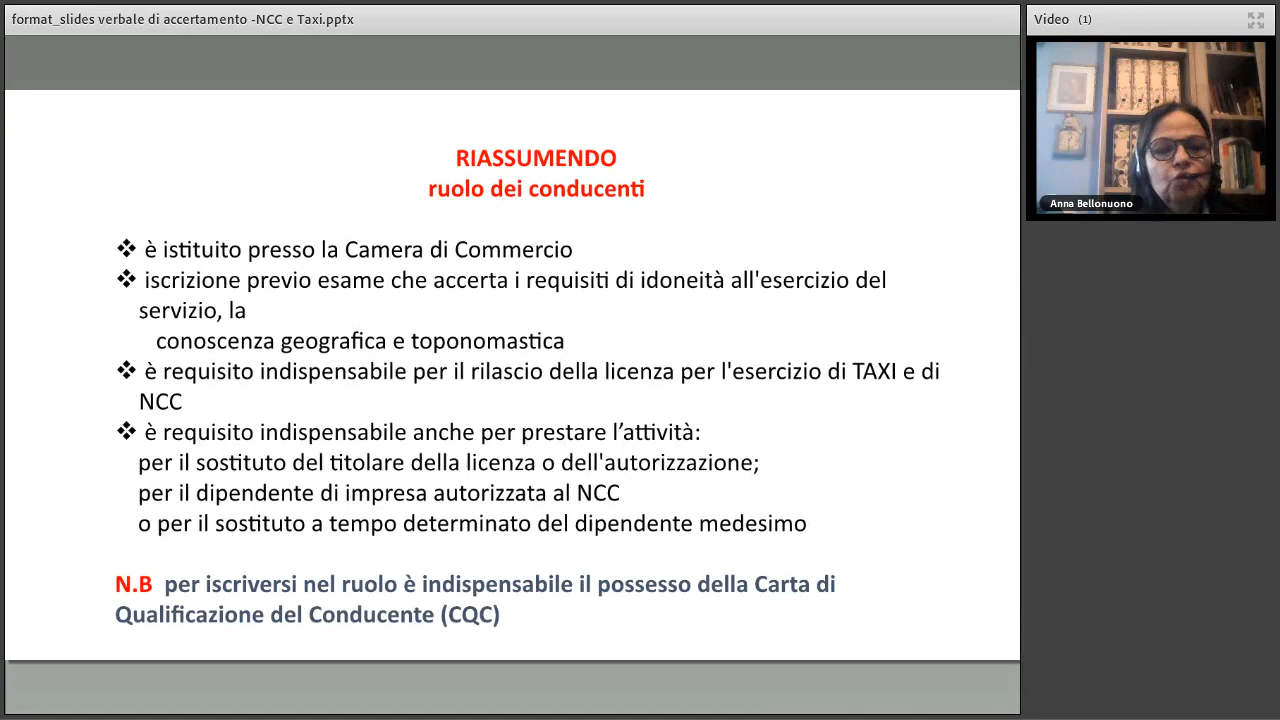 format_slides verbale di accertamento -NCC e Taxi.pptx
Video (1)
Anna Bellonuono
RIASSUMENDO
ruolo dei conducenti
❖ è istituito presso la Camera di Commercio
❖ iscrizione previo esame che accerta i requisiti di idoneità all'esercizio del
servizio, la
conoscenza geografica e toponomastica
❖ è requisito indispensabile per il rilascio della licenza per l'esercizio di TAXI e di
NCC
❖ è requisito indispensabile anche per prestare l’attività:
per il sostituto del titolare della licenza o dell'autorizzazione;
per il dipendente di impresa autorizzata al NCC
o per il sostituto a tempo determinato del dipendente medesimo
N.B per iscriversi nel ruolo è indispensabile il possesso della Carta di
Qualificazione del Conducente (CQC)